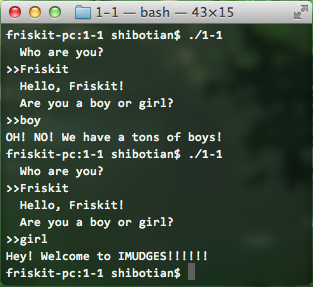 1-1 — bash — 43×15
friskit-pc:1-1 shibotian$ ./1-1
Who are you?
>>Friskit
Hello, Friskit!
Are you a boy or girl?
>>boy
OH! NO! We have a tons of boys!
friskit-pc:1-1 shibotian$ ./1-1
Who are you?
>>Friskit
Hello, Friskit!
Are you a boy or girl?
>>girl
Hey! Welcome to IMUDGES!!!!!!
friskit-pc:1-1 shibotian$